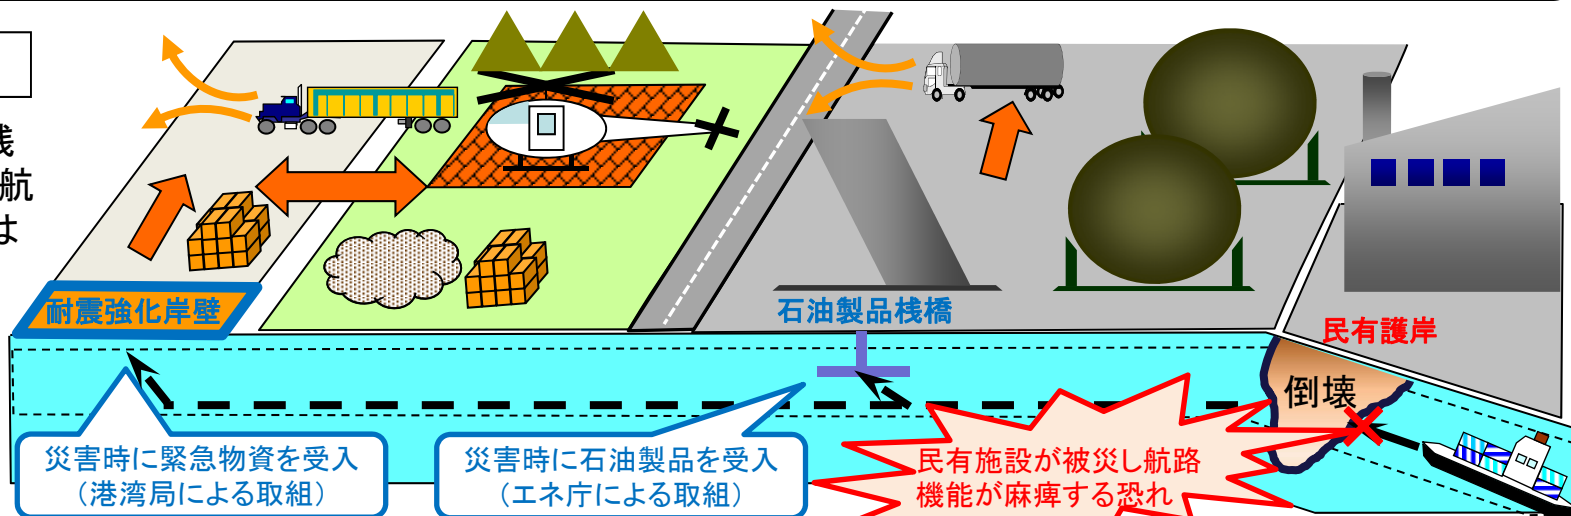 航
は
耐震強化岸壁
石油製品桟橋
民有護岸
倒壊
災害時に緊急物資を受入
（港湾局による取組）
災害時に石油製品を受入
（エネ庁による取組）
民有施設が被災し航路
機能が麻痺する恐れ